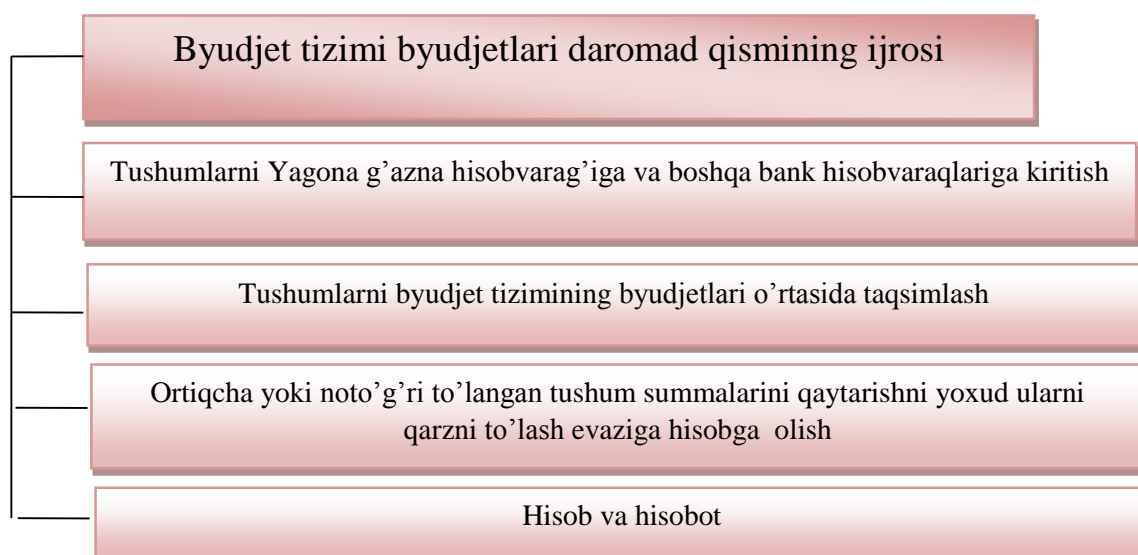 Byudjet tizimi byudjetlari daromad qismining ijrosi
Tushumlarni Yagona g’azna hisobvarag’iga va boshqa bank hisobvaraqlariga kiritish
Tushumlarni byudjet tizimining byudjetlari o’rtasida taqsimlash
Ortiqcha yoki noto’g’ri to’langan tushum summalarini qaytarishni yoxud ularni
qarzni to’lash evaziga hisobga olish
Hisob va hisobot